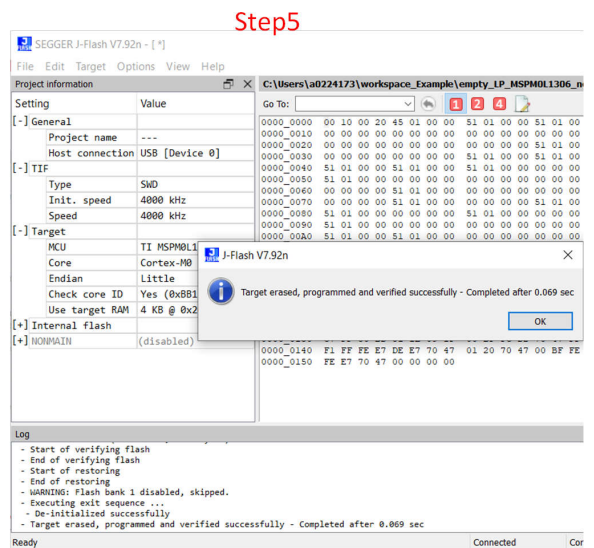 Step5
SEGGER J-Flash V7.92n - [ *]
File Edit Target Options View Help
Project information
C:\Users\a0224173\workspace_Example\empty_LP_MSPM0L1306_n
Setting Value
Go To:
1 2 4
[-] General
Project name ---
Host connection USB [Device 0]
[-] TIF
Type SWD
Init. speed 4000 kHz
Speed 4000 kHz
[-] Target
MCU TI MSPM0L1
Core Cortex-M0
Endian Little
Check core ID Yes (0xBB1
Use target RAM 4 KB @ 0x2
[+] Internal flash
[+] NONMAIN (disabled)
0000_0000 00 10 00 20 45 01 00 00 51 01 00 00 51 01 00
0000_0010 00 00 00 00 00 00 00 00 00 00 00 00 00 00 00
0000_0020 00 00 00 00 00 00 00 00 00 00 00 00 51 01 00
0000_0030 00 00 00 00 00 00 00 00 51 01 00 00 51 01 00
0000_0040 51 01 00 00 51 01 00 00 51 01 00 00 51 01 00
0000_0050 51 01 00 00 00 00 00 00 00 00 00 00 00 00 00
0000_0060 00 00 00 00 51 01 00 00 00 00 00 00 00 00 00
0000_0070 00 00 00 00 51 01 00 00 00 00 00 00 51 01 00
0000_0080 51 01 00 00 00 00 00 00 51 01 00 00 00 00 00
0000_0090 51 01 00 00 51 01 00 00 00 00 00 00 00 00 00
0000_00A0 51 01 00 00 51 01 00 00 00 00 00 00 00 00 00
J-Flash V7.92n
Target erased, programmed and verified successfully - Completed after 0.069 sec
OK
0000_0140 F1 FF FE E7 DE E7 70 47 01 20 70 47 00 BF FE
0000_0150 FE E7 70 47 00 00 00 00
Log
- Start of verifying flash
- End of verifying flash
- Start of restoring
- End of restoring
- WARNING: Flash bank 1 disabled, skipped.
- Executing exit sequence ...
- De-initialized successfully
- Target erased, programmed and verified successfully - Completed after 0.069 sec
Ready
Connected
Cor